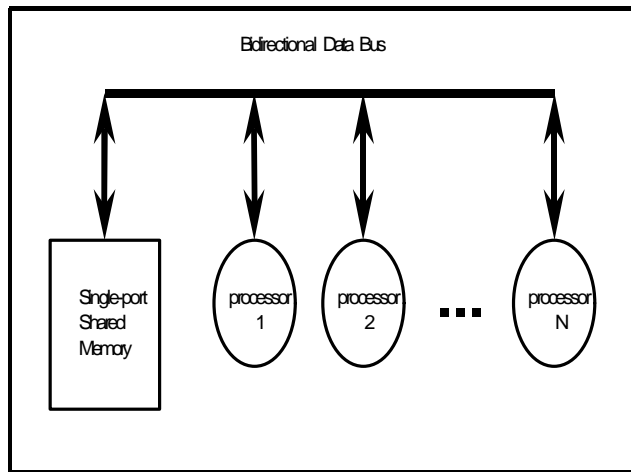 Bidirectional Data Bus
Single-port
Shared
Memory
processor
1
processor
2
processor
N